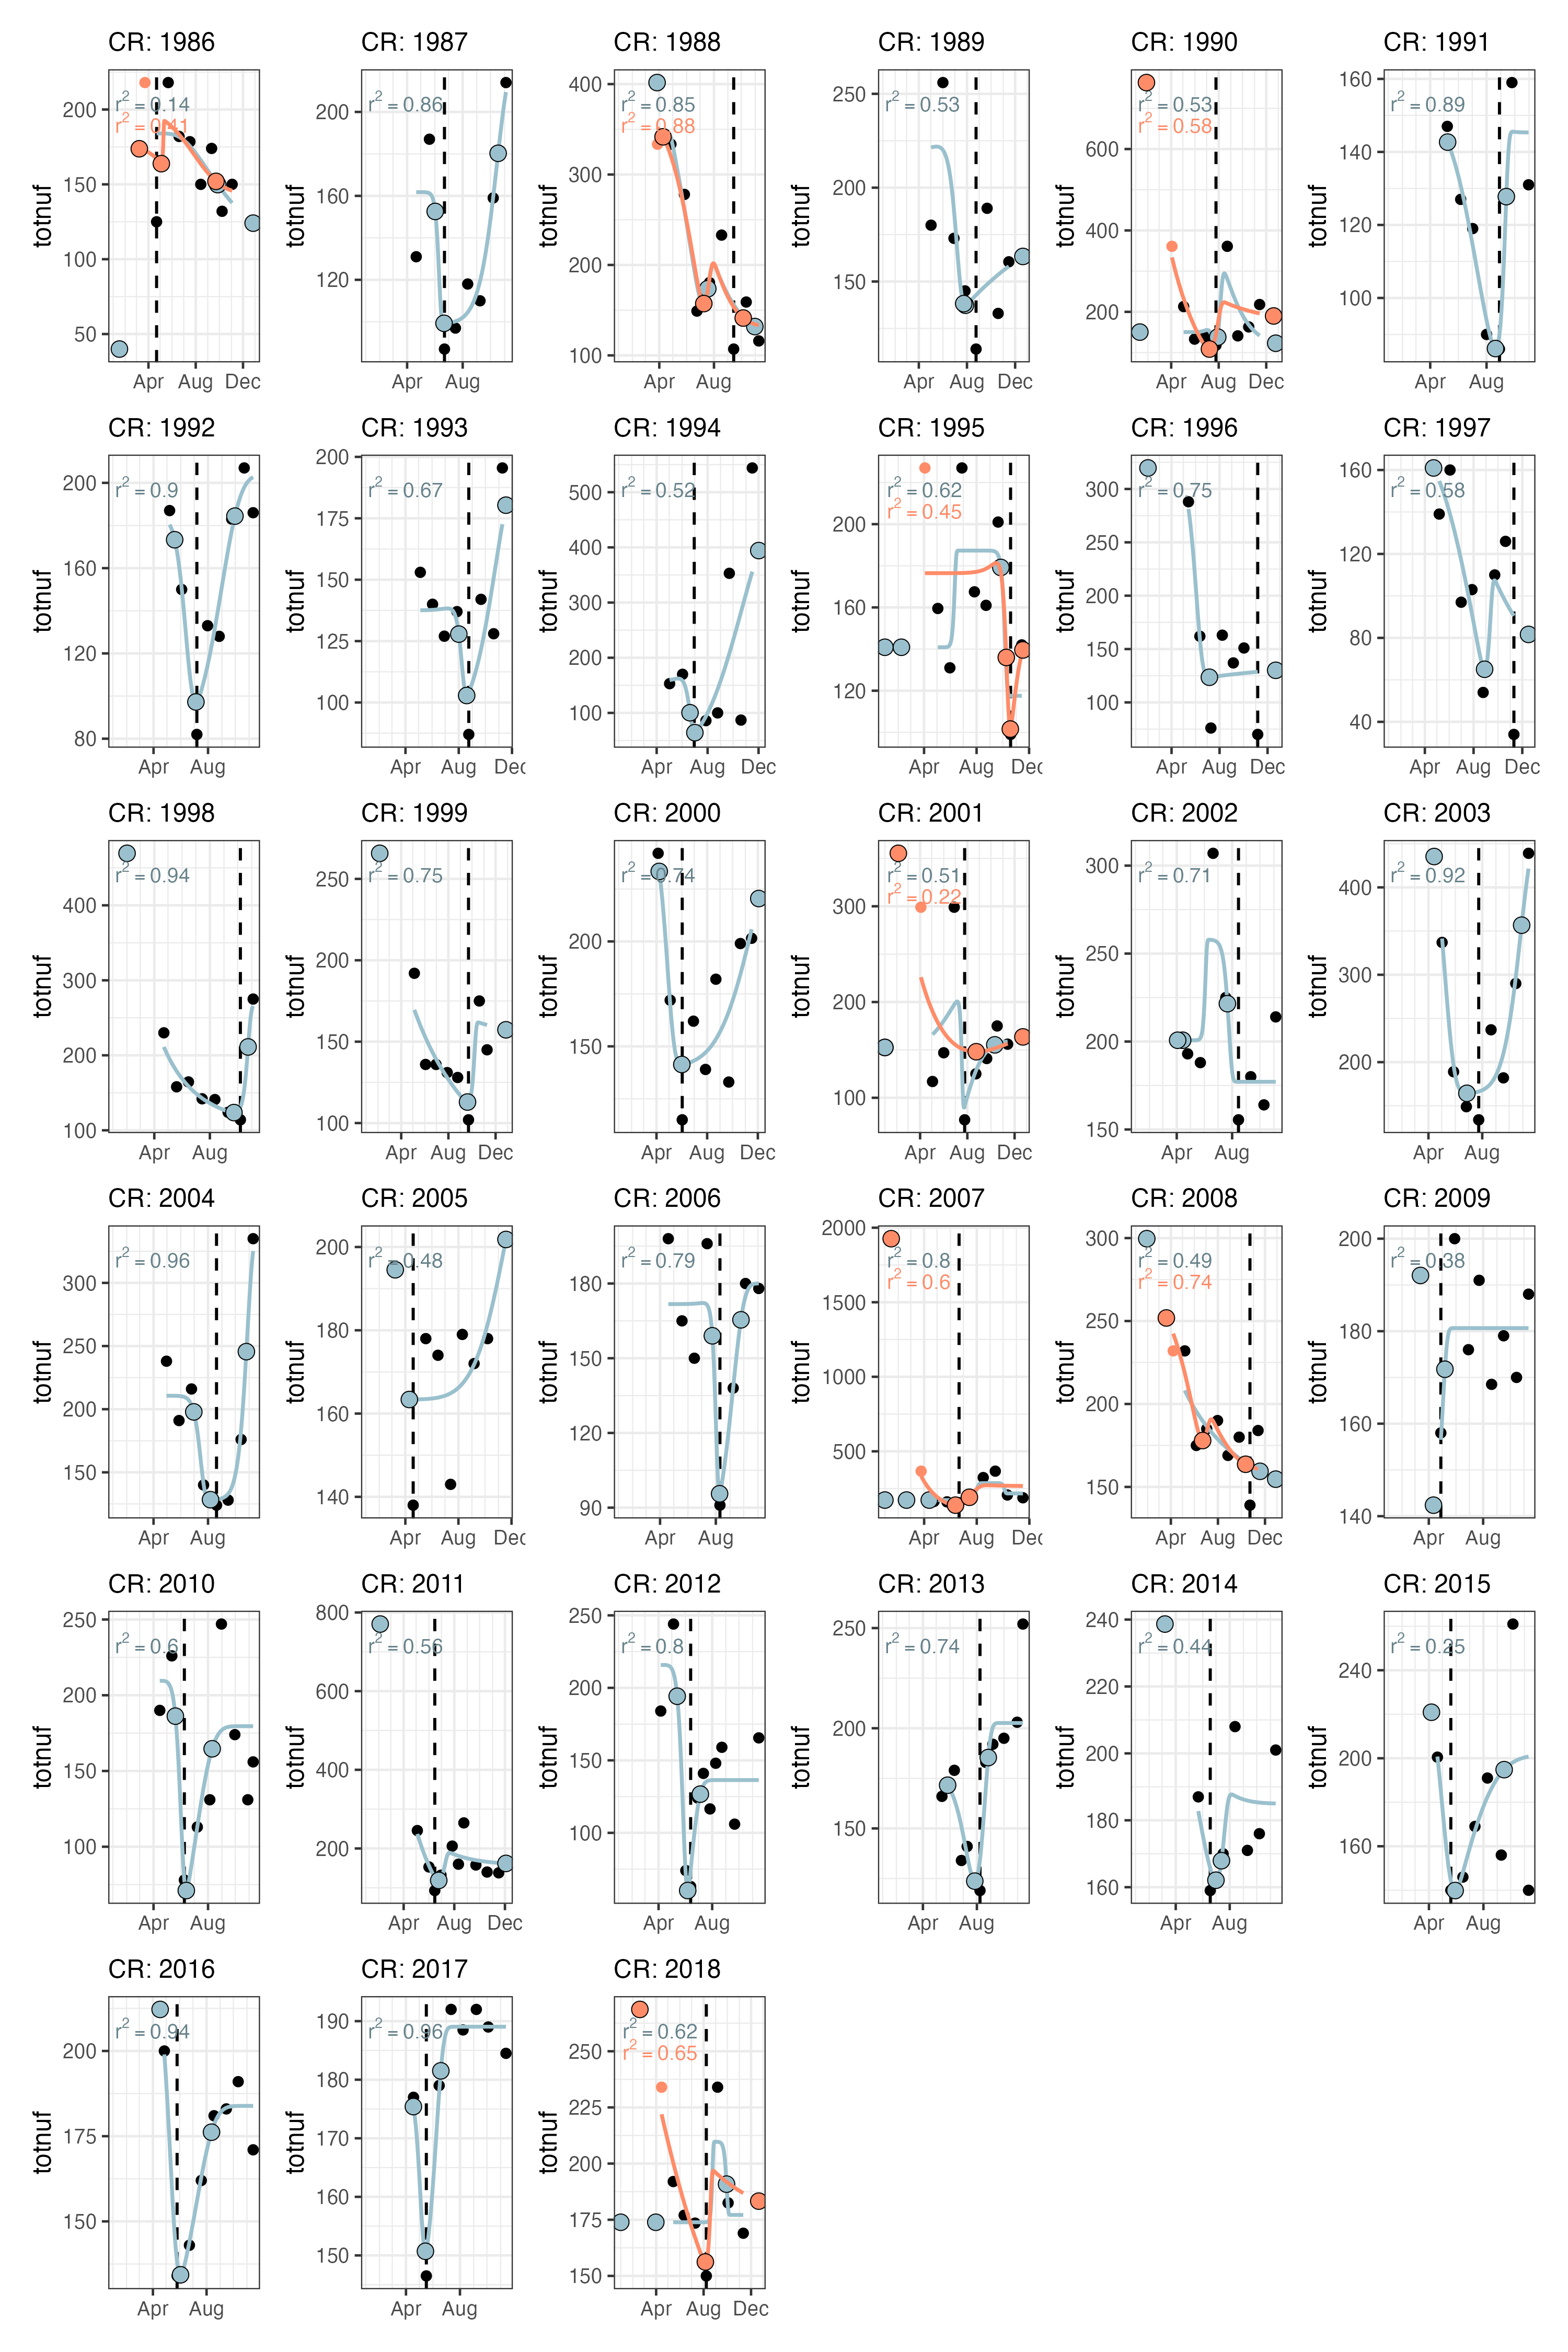 CR: 1986
r² = 0.14
r² = 0.41
200
150
100
50
totnuf
Apr Aug Dec
CR: 1987
r² = 0.86
200
160
120
totnuf
Apr Aug
CR: 1988
r² = 0.85
r² = 0.88
400
300
200
100
totnuf
Apr Aug
CR: 1989
r² = 0.53
250
200
150
totnuf
Apr Aug Dec
CR: 1990
r² = 0.53
r² = 0.58
600
400
200
totnuf
Apr Aug Dec
CR: 1991
r² = 0.89
160
140
120
100
totnuf
Apr Aug
CR: 1992
r² = 0.9
200
160
120
80
totnuf
Apr Aug
CR: 1993
r² = 0.67
200
175
150
125
100
totnuf
Apr Aug Dec
CR: 1994
r² = 0.52
500
400
300
200
100
totnuf
Apr Aug Dec
CR: 1995
r² = 0.62
r² = 0.45
200
160
120
totnuf
Apr Aug Dec
CR: 1996
r² = 0.75
300
250
200
150
100
totnuf
Apr Aug Dec
CR: 1997
r² = 0.58
160
120
80
40
totnuf
Apr Aug Dec
CR: 1998
r² = 0.94
400
300
200
100
totnuf
Apr Aug
CR: 1999
r² = 0.75
250
200
150
100
totnuf
Apr Aug Dec
CR: 2000
r² = 0.74
200
150
totnuf
Apr Aug Dec
CR: 2001
r² = 0.51
r² = 0.22
300
200
100
totnuf
Apr Aug Dec
CR: 2002
r² = 0.71
300
250
200
150
totnuf
Apr Aug
CR: 2003
r² = 0.92
400
300
200
totnuf
Apr Aug
CR: 2004
r² = 0.96
300
250
200
150
totnuf
Apr Aug
CR: 2005
r² = 0.48
200
180
160
140
totnuf
Apr Aug Dec
CR: 2006
r² = 0.79
180
150
120
90
totnuf
Apr Aug
CR: 2007
r² = 0.8
r² = 0.6
2000
1500
1000
500
totnuf
Apr Aug Dec
CR: 2008
r² = 0.49
r² = 0.74
300
250
200
150
totnuf
Apr Aug Dec
CR: 2009
r² = 0.38
200
180
160
140
totnuf
Apr Aug
CR: 2010
r² = 0.6
250
200
150
100
totnuf
Apr Aug
CR: 2011
r² = 0.56
800
600
400
200
totnuf
Apr Aug Dec
CR: 2012
r² = 0.8
250
200
150
100
totnuf
Apr Aug
CR: 2013
r² = 0.74
250
200
150
totnuf
Apr Aug
CR: 2014
r² = 0.44
240
220
200
180
160
totnuf
Apr Aug
CR: 2015
r² = 0.25
240
200
160
totnuf
Apr Aug
CR: 2016
r² = 0.94
200
175
150
totnuf
Apr Aug
CR: 2017
r² = 0.96
190
180
170
160
150
totnuf
Apr Aug
CR: 2018
r² = 0.62
r² = 0.65
250
225
200
175
150
totnuf
Apr Aug Dec